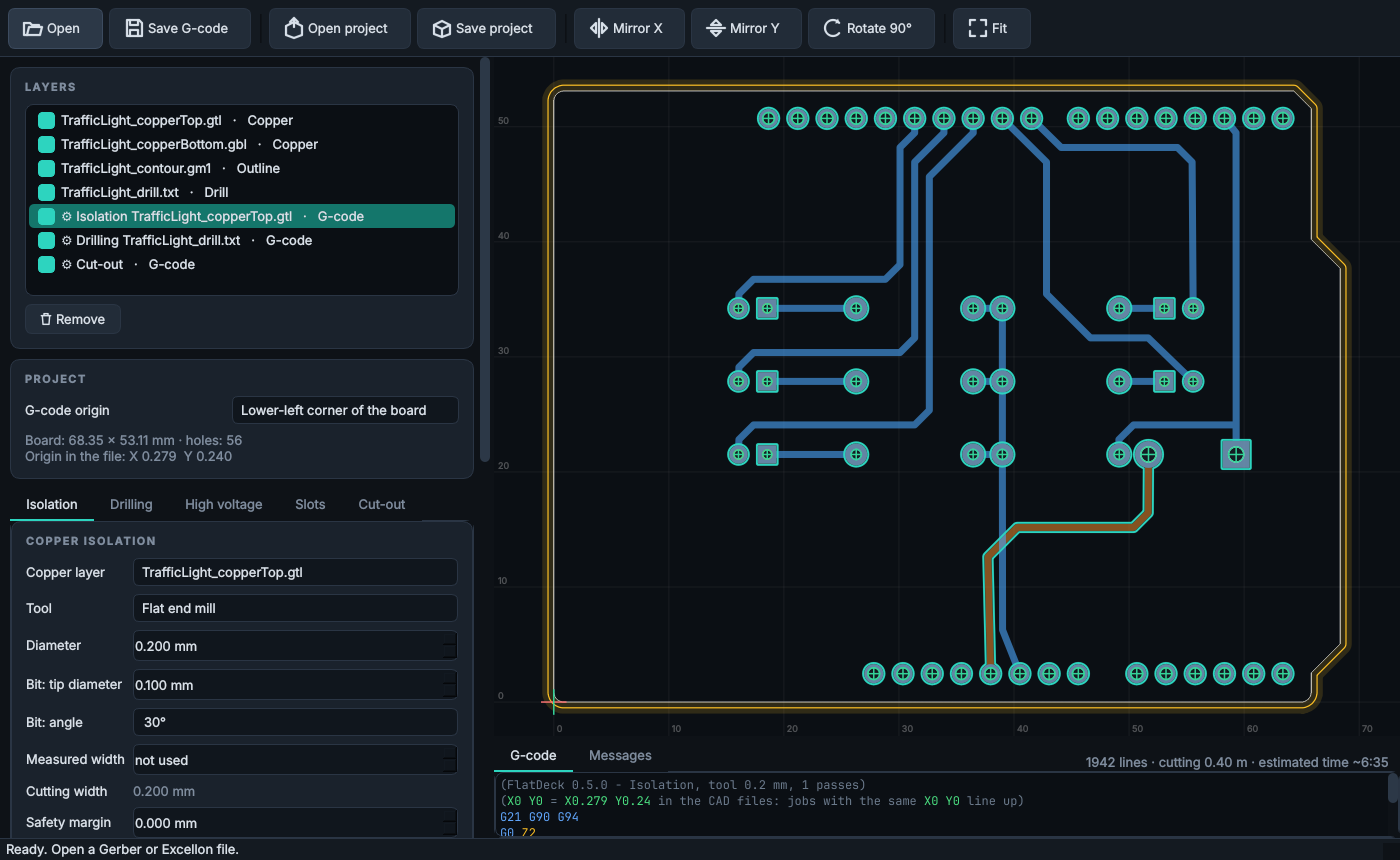 Open Save G-code Open project Save project Mirror X Mirror Y Rotate 90° Fit
LAYERS
TrafficLight_copperTop.gtl · Copper
TrafficLight_copperBottom.gbl · Copper
TrafficLight_contour.gm1 · Outline
TrafficLight_drill.txt · Drill
⚙ Isolation TrafficLight_copperTop.gtl · G-code
⚙ Drilling TrafficLight_drill.txt · G-code
⚙ Cut-out · G-code
Remove
PROJECT
G-code origin Lower-left corner of the board
Board: 68.35 × 53.11 mm · holes: 56
Origin in the file: X 0.279 Y 0.240
Isolation Drilling High voltage Slots Cut-out
COPPER ISOLATION
Copper layer TrafficLight_copperTop.gtl
Tool Flat end mill
Diameter 0.200 mm
Bit: tip diameter 0.100 mm
Bit: angle 30°
Measured width not used
Cutting width 0.200 mm
Safety margin 0.000 mm
50
40
30
20
10
0
0 10 20 30 40 50 60 70
G-code Messages 1942 lines · cutting 0.40 m · estimated time ~6:35
(FlatDeck 0.5.0 - Isolation, tool 0.2 mm, 1 passes)
(X0 Y0 = X0.279 Y0.24 in the CAD files: jobs with the same X0 Y0 line up)
G21 G90 G94
G0 Z2
Ready. Open a Gerber or Excellon file.